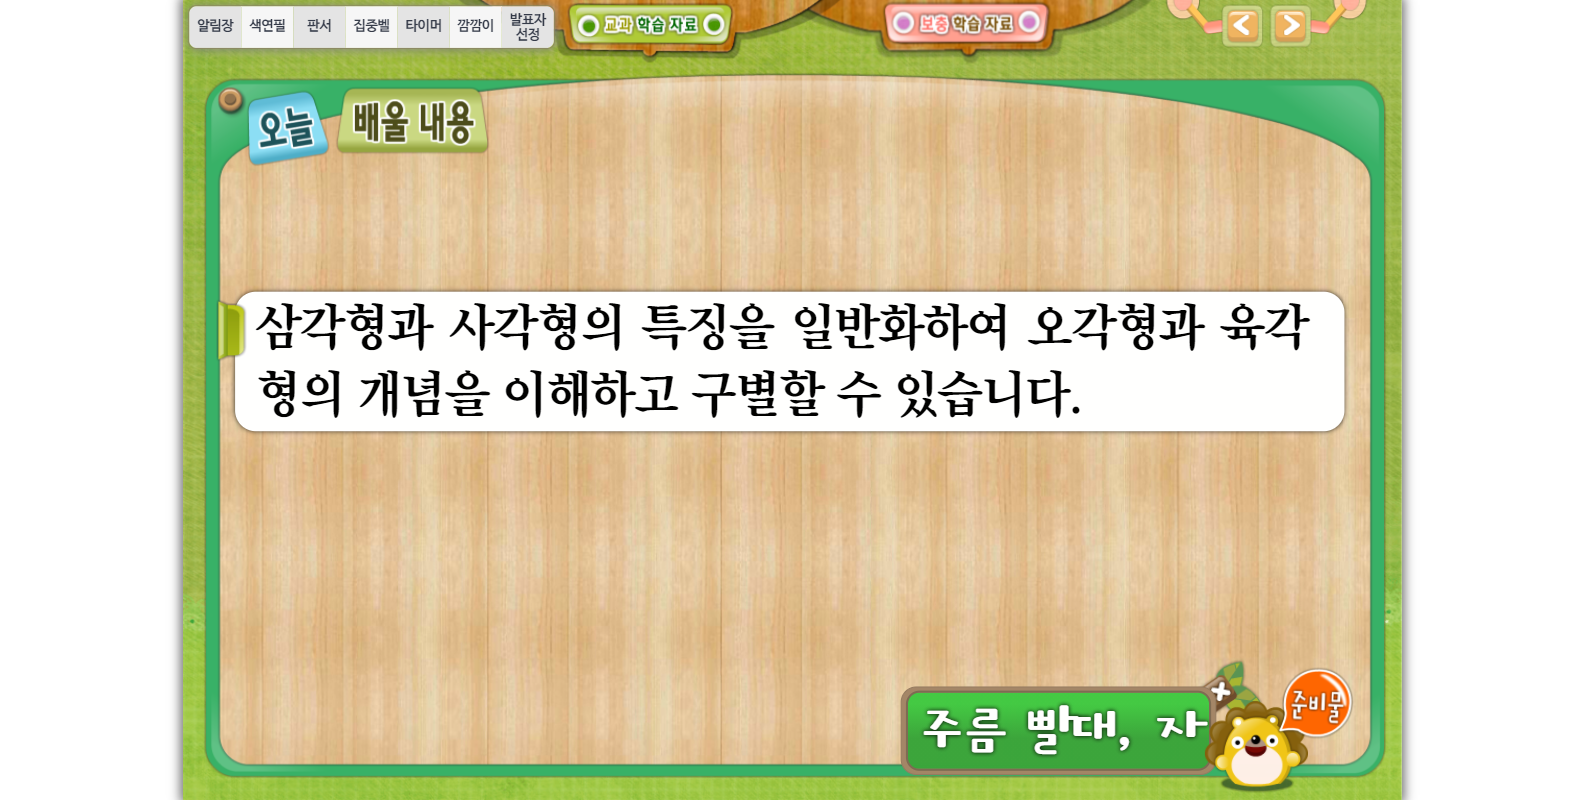 알림장 색연필 판서 집중벨 타이머 깜깜이 발표자
선정
교과 학습 자료
보충 학습 자료
오늘 배울 내용
삼각형과 사각형의 특징을 일반화하여 오각형과 육각
형의 개념을 이해하고 구별할 수 있습니다.
준비물
주름 빨대, 자